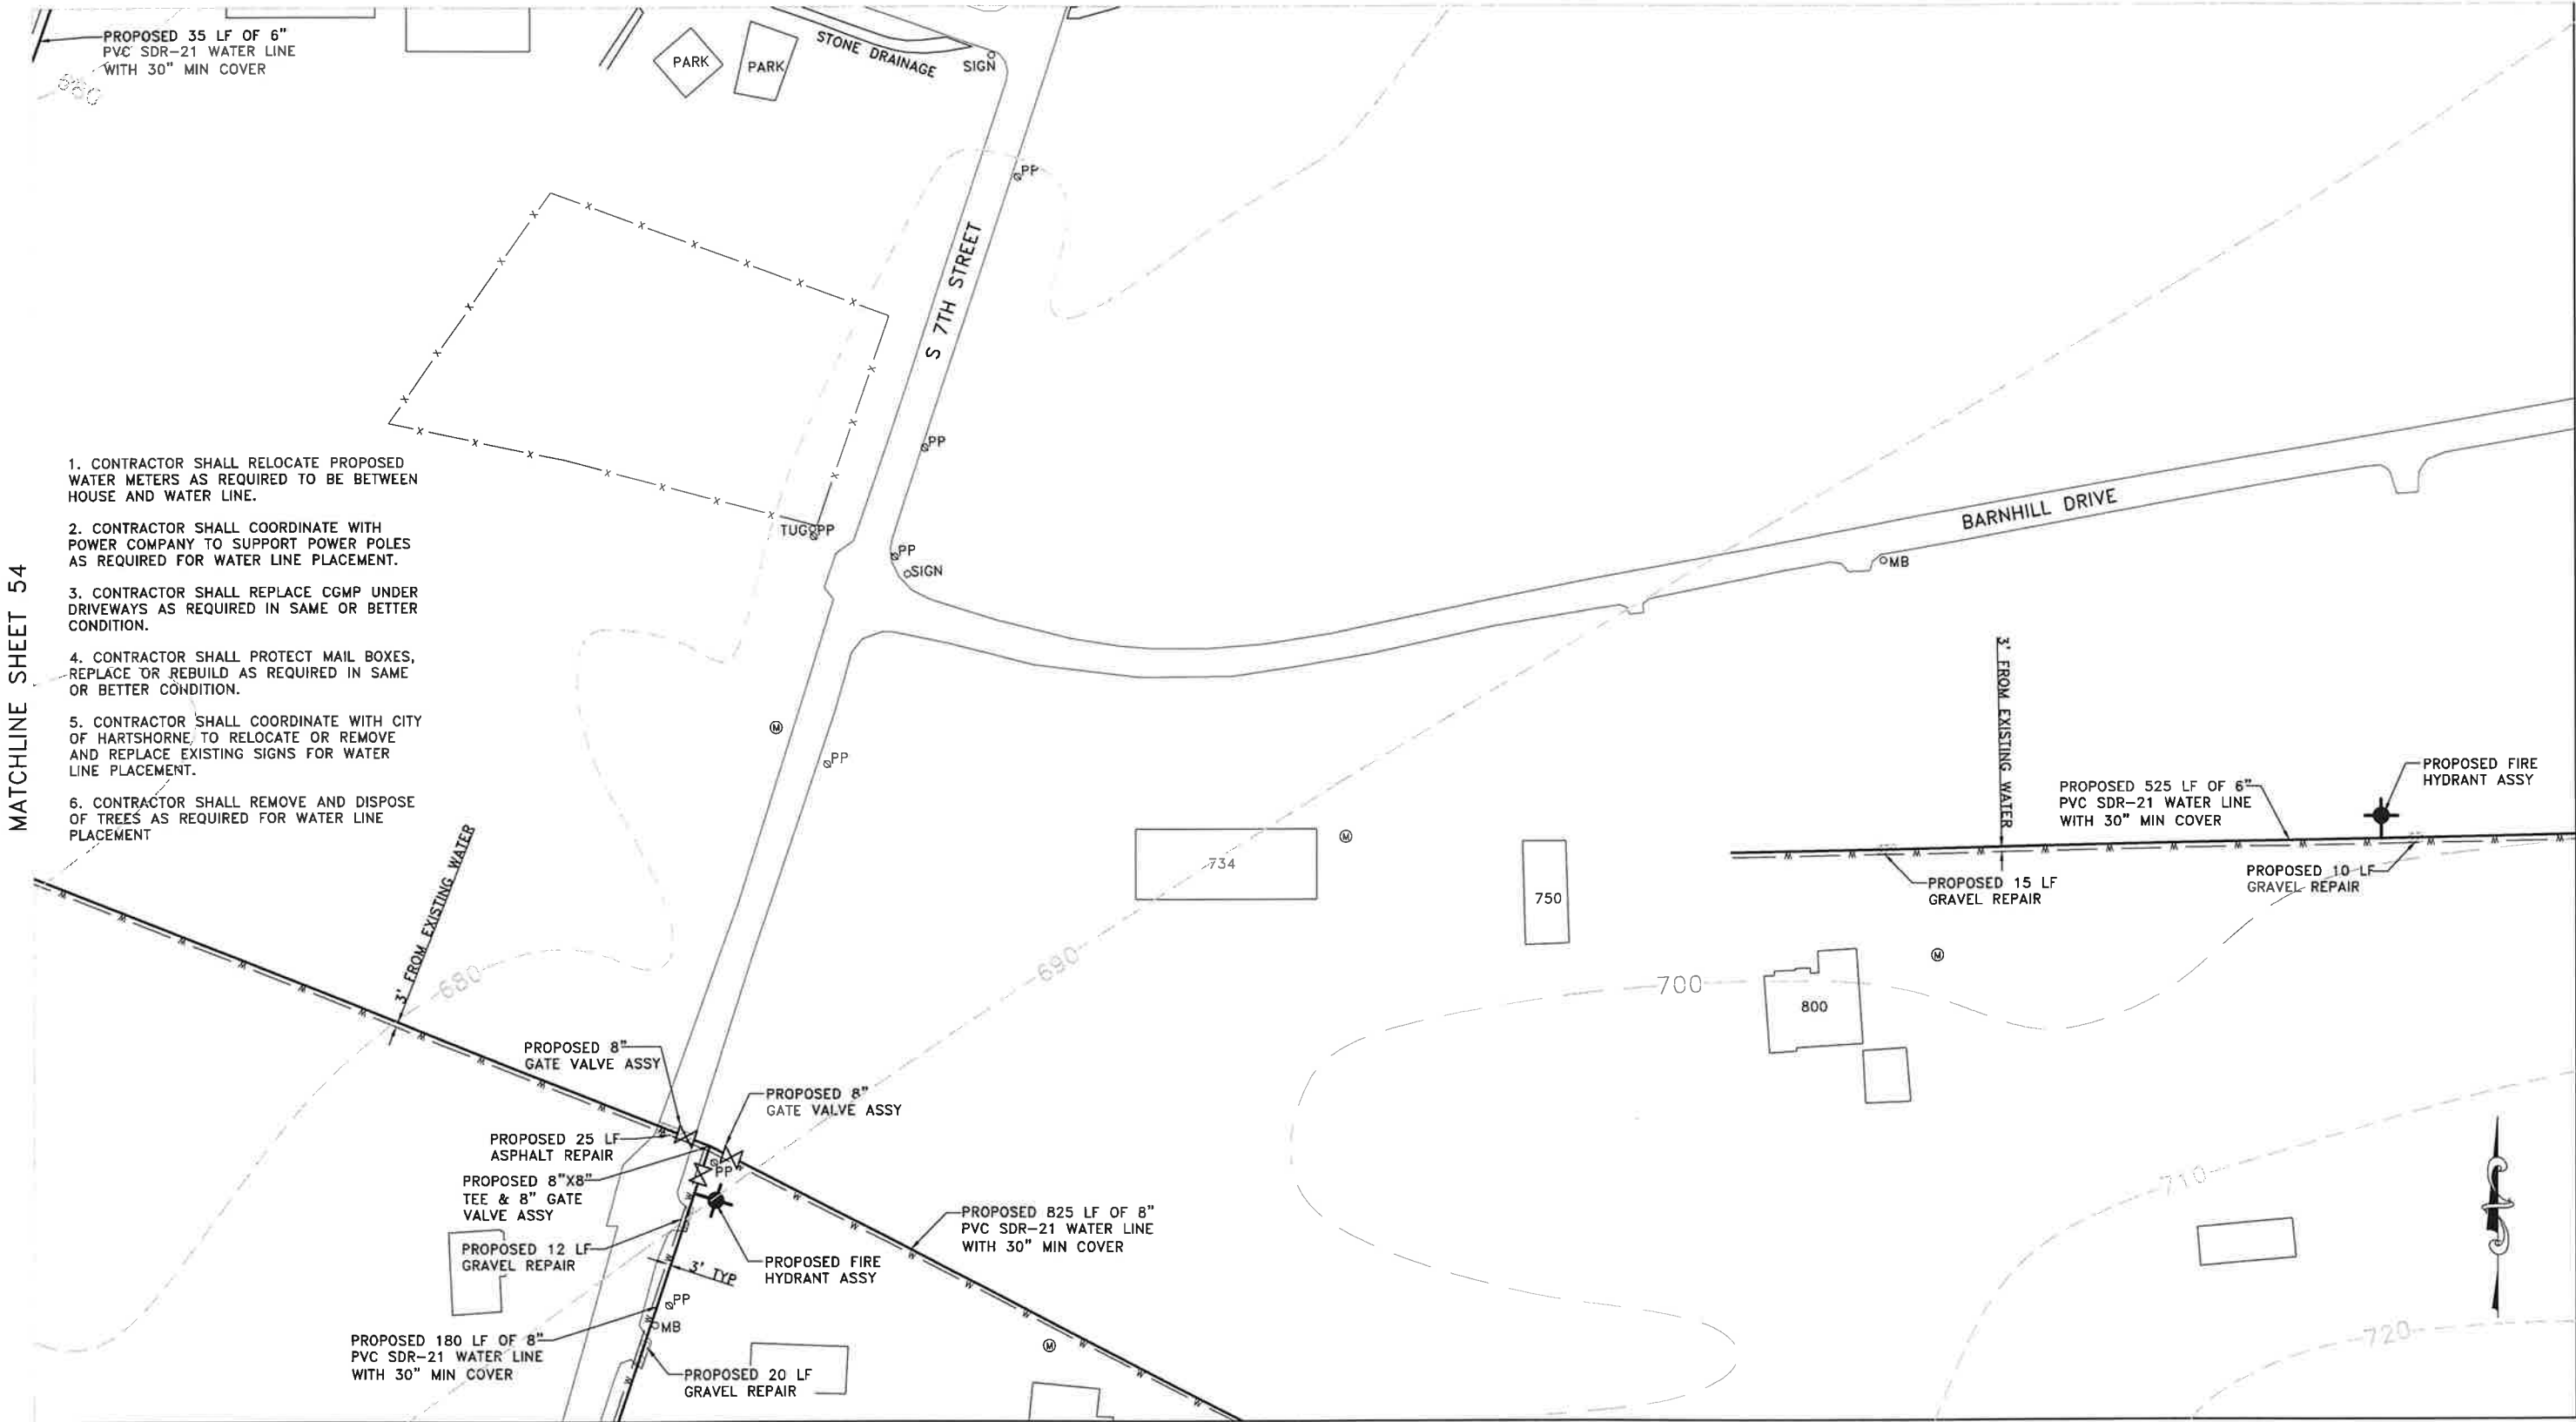 PROPOSED 35 LF OF 6"
PVC SDR-21 WATER LINE
WITH 30" MIN COVER
680
PARK
PARK
STONE DRAINAGE
SIGN
PP
S 7TH STREET
PP
TUG PP
PP
SIGN
BARNHILL DRIVE
MB
MATCHLINE SHEET 54
1. CONTRACTOR SHALL RELOCATE PROPOSED
WATER METERS AS REQUIRED TO BE BETWEEN
HOUSE AND WATER LINE.
2. CONTRACTOR SHALL COORDINATE WITH
POWER COMPANY TO SUPPORT POWER POLES
AS REQUIRED FOR WATER LINE PLACEMENT.
3. CONTRACTOR SHALL REPLACE CGMP UNDER
DRIVEWAYS AS REQUIRED IN SAME OR BETTER
CONDITION.
4. CONTRACTOR SHALL PROTECT MAIL BOXES,
REPLACE OR REBUILD AS REQUIRED IN SAME
OR BETTER CONDITION.
5. CONTRACTOR SHALL COORDINATE WITH CITY
OF HARTSHORNE, TO RELOCATE OR REMOVE
AND REPLACE EXISTING SIGNS FOR WATER
LINE PLACEMENT.
6. CONTRACTOR SHALL REMOVE AND DISPOSE
OF TREES AS REQUIRED FOR WATER LINE
PLACEMENT
M
PP
3' FROM EXISTING WATER
PROPOSED FIRE
HYDRANT ASSY
PROPOSED 525 LF OF 6"
PVC SDR-21 WATER LINE
WITH 30" MIN COVER
734
M
750
PROPOSED 15 LF
GRAVEL REPAIR
PROPOSED 10 LF
GRAVEL REPAIR
3' FROM EXISTING WATER
680
690
700
M
800
PROPOSED 8"
GATE VALVE ASSY
PROPOSED 8"
GATE VALVE ASSY
PROPOSED 25 LF
ASPHALT REPAIR
PP
PROPOSED 8"X8"
TEE & 8" GATE
VALVE ASSY
710
PROPOSED 825 LF OF 8"
PVC SDR-21 WATER LINE
WITH 30" MIN COVER
PROPOSED 12 LF
GRAVEL REPAIR
3' TYP
PROPOSED FIRE
HYDRANT ASSY
PP
MB
M
720
PROPOSED 180 LF OF 8"
PVC SDR-21 WATER LINE
WITH 30" MIN COVER
PROPOSED 20 LF
GRAVEL REPAIR